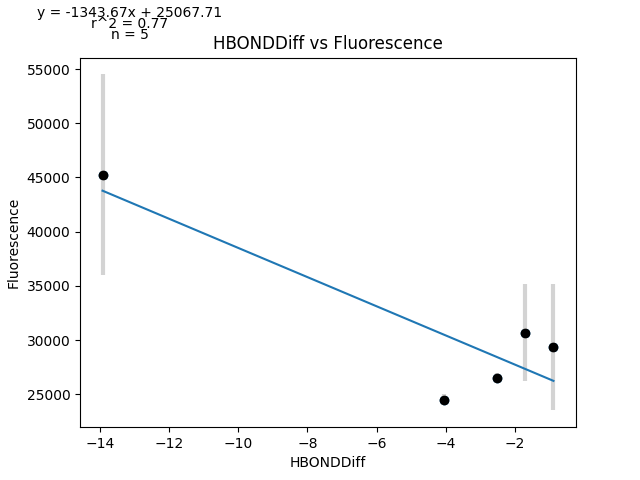 y = -1343.67x + 25067.71
r^2 = 0.77
n = 5
HBONDDiff vs Fluorescence
55000
50000
45000
40000
35000
30000
25000
Fluorescence
−14
−12
−10
−8
−6
−4
−2
HBONDDiff